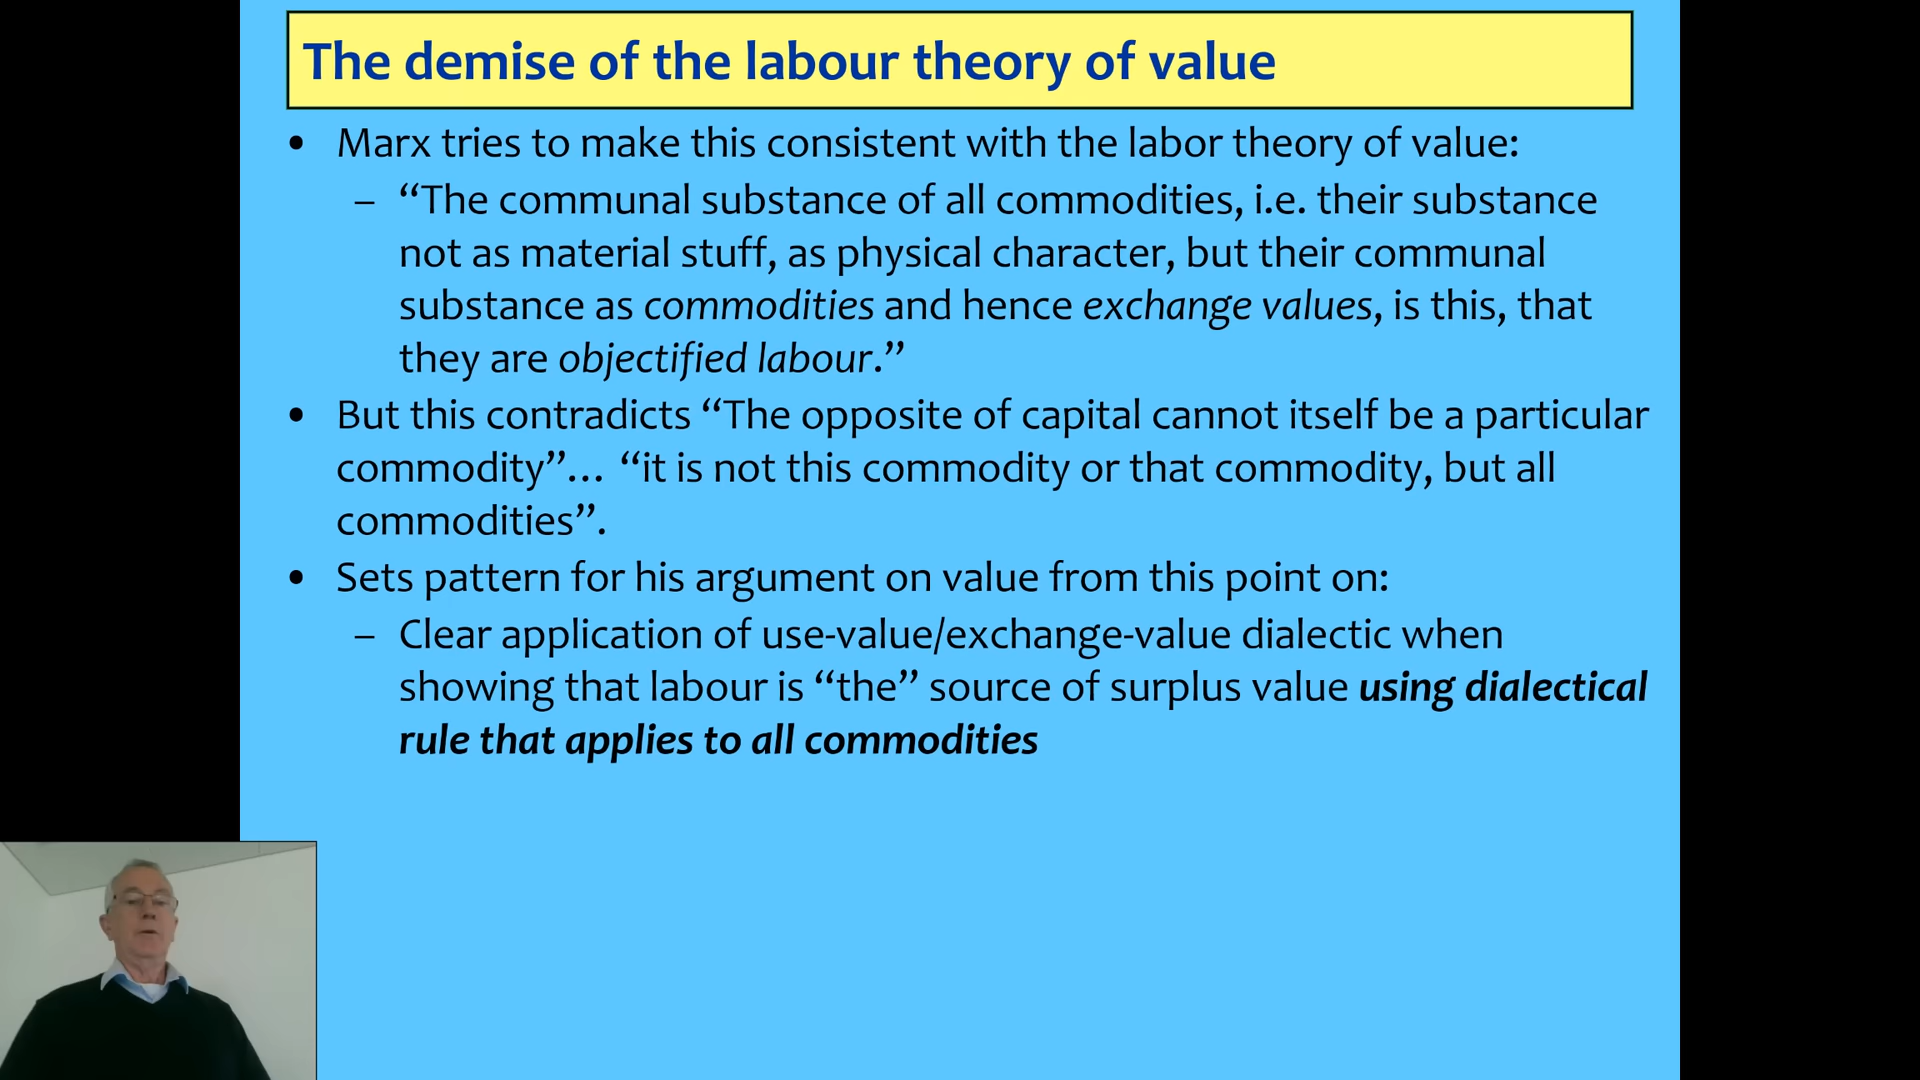 The demise of the labour theory of value
• Marx tries to make this consistent with the labor theory of value:
– “The communal substance of all commodities, i.e. their substance
not as material stuff, as physical character, but their communal
substance as commodities and hence exchange values, is this, that
they are objectified labour.”
• But this contradicts “The opposite of capital cannot itself be a particular
commodity”… “it is not this commodity or that commodity, but all
commodities”.
• Sets pattern for his argument on value from this point on:
– Clear application of use-value/exchange-value dialectic when
showing that labour is “the” source of surplus value using dialectical
rule that applies to all commodities